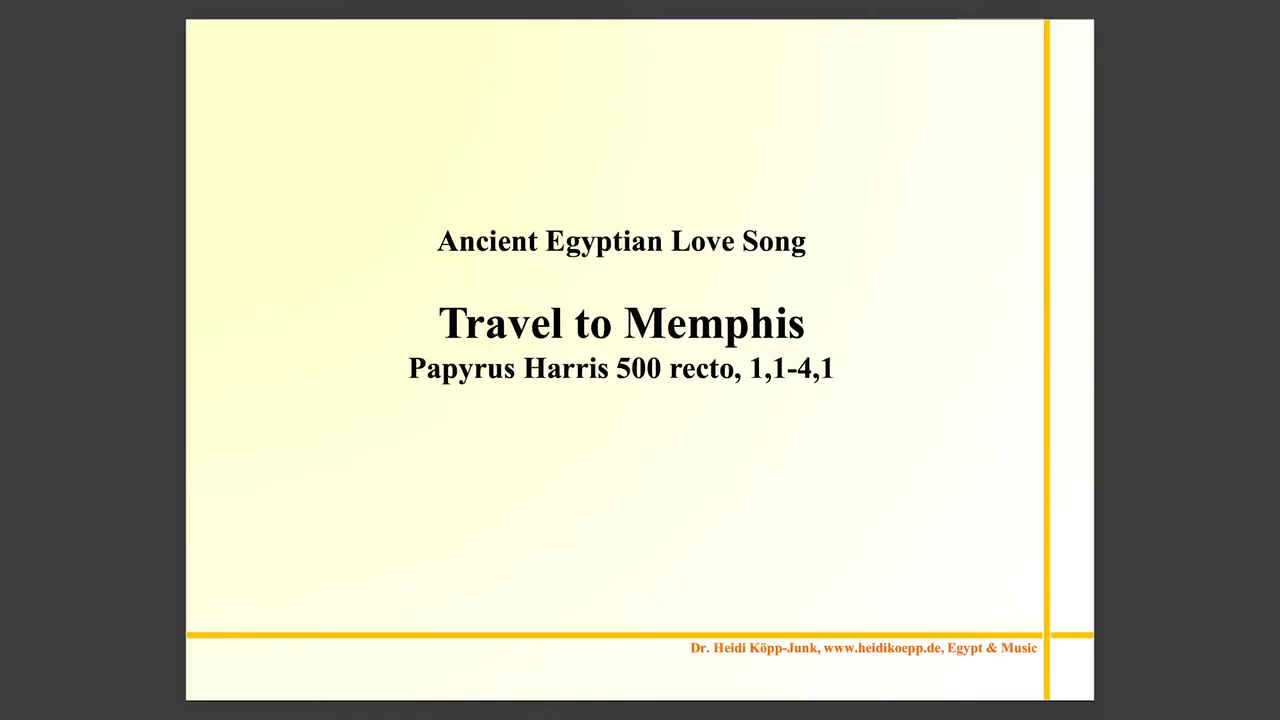 Ancient Egyptian Love Song
Travel to Memphis
Papyrus Harris 500 recto, 1,1-4,1
Dr. Heidi Köpp-Junk, www.heidikoepp.de, Egypt & Music